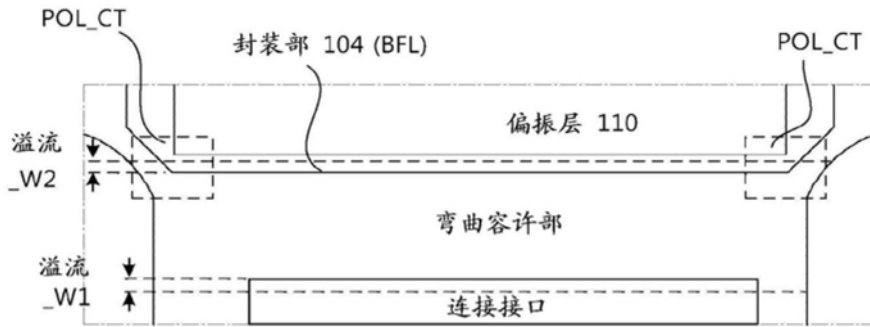 POL_CT
封装部 104 (BFL)
POL_CT
偏振层 110
溢流
_W2
弯曲容许部
溢流
_W1
连接接口